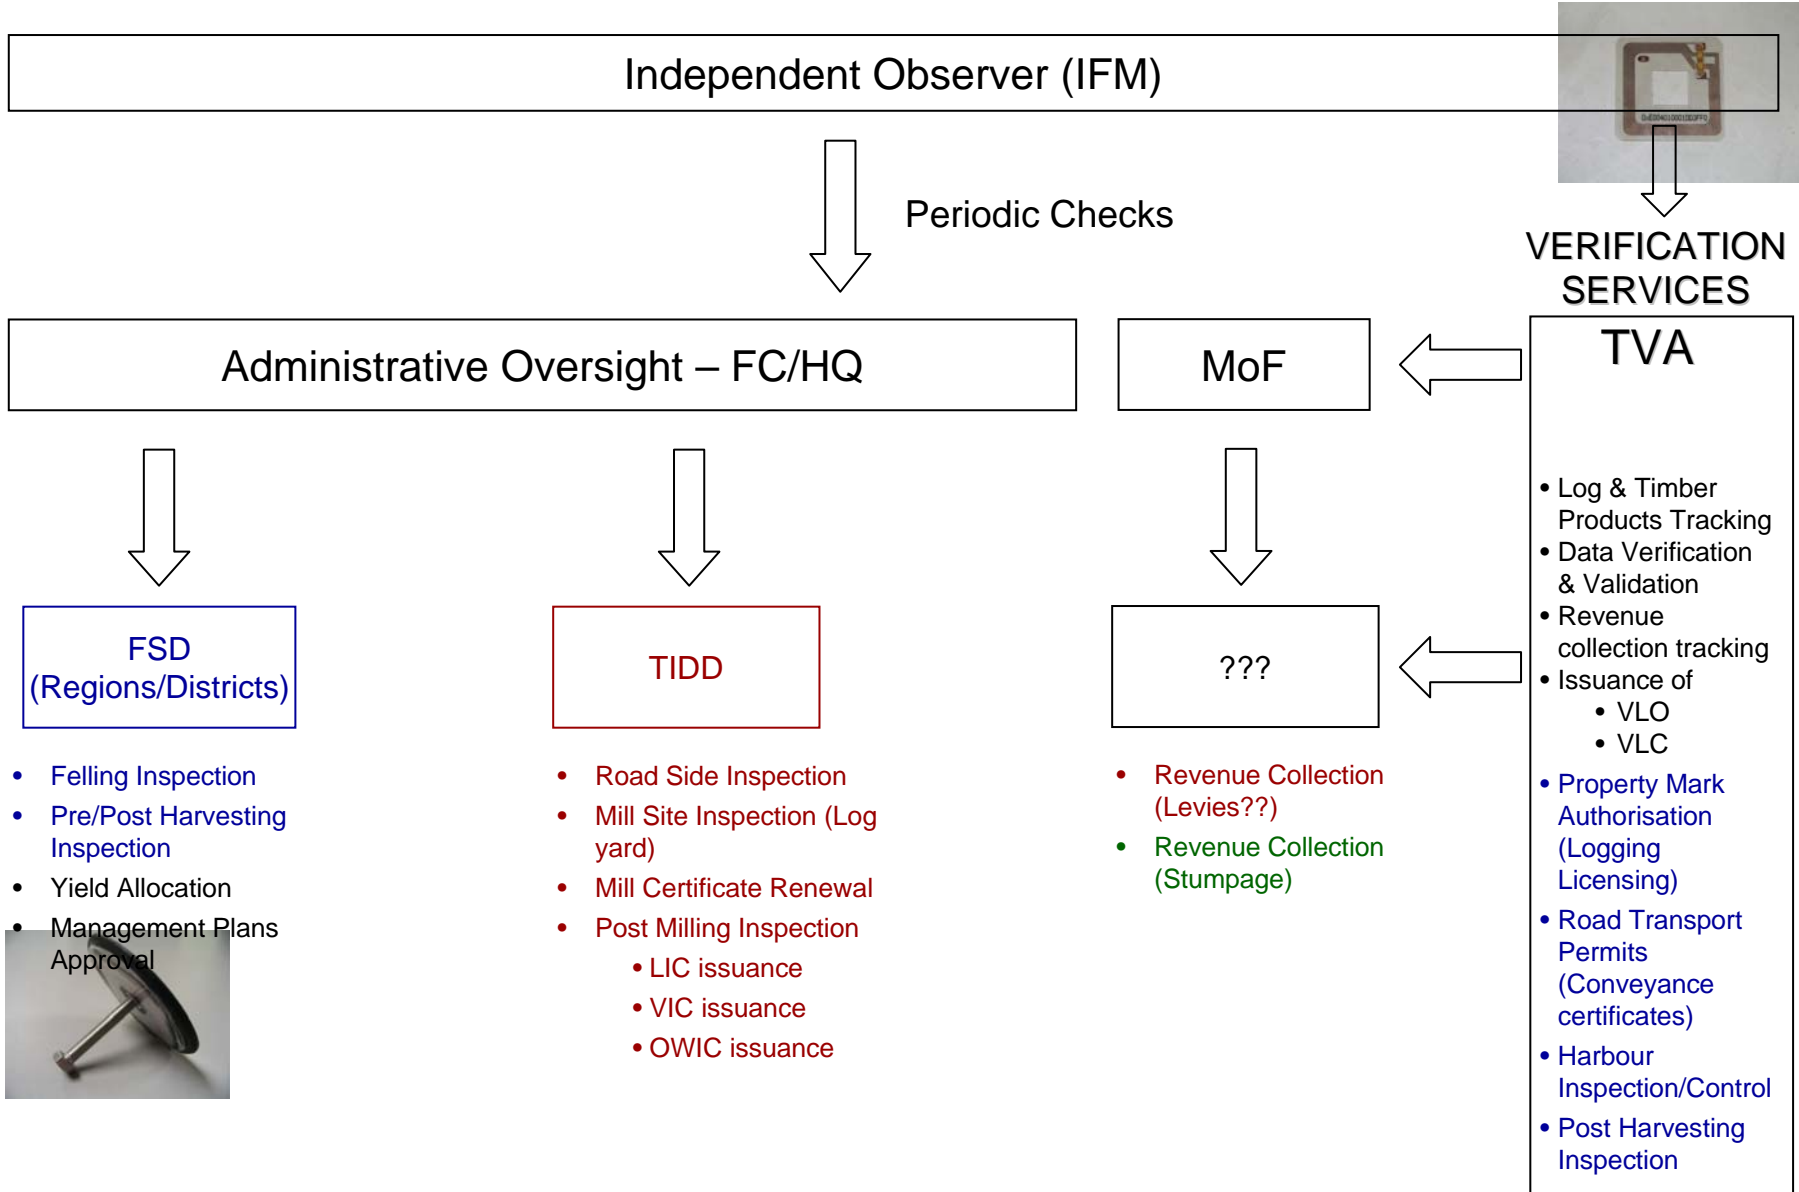 Independent Observer (IFM)
Periodic Checks
VERIFICATION
SERVICES
Administrative Oversight – FC/HQ
MoF
TVA
FSD
(Regions/Districts)
TIDD
???
• Felling Inspection
• Pre/Post Harvesting
Inspection
• Yield Allocation
• Management Plans
Approval
• Road Side Inspection
• Mill Site Inspection (Log
yard)
• Mill Certificate Renewal
• Post Milling Inspection
• LIC issuance
• VIC issuance
• OWIC issuance
• Revenue Collection
(Levies??)
• Revenue Collection
(Stumpage)
• Log & Timber
Products Tracking
• Data Verification
& Validation
• Revenue
collection tracking
• Issuance of
• VLO
• VLC
• Property Mark
Authorisation
(Logging
Licensing)
• Road Transport
Permits
(Conveyance
certificates)
• Harbour
Inspection/Control
• Post Harvesting
Inspection